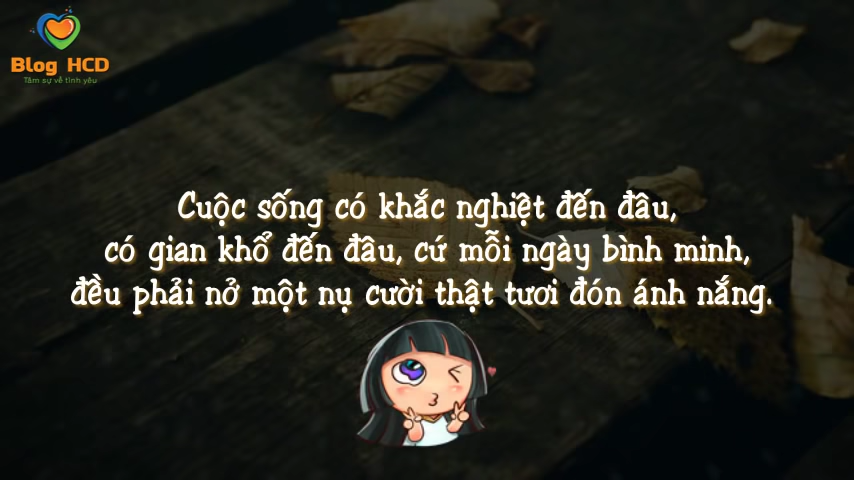 Blog HCD
Tâm sự về tình yêu
Cuộc sống có khắc nghiệt đến đâu,
có gian khổ đến đâu, cứ mỗi ngày bình minh,
đều phải nở một nụ cười thật tươi đón ánh nắng.